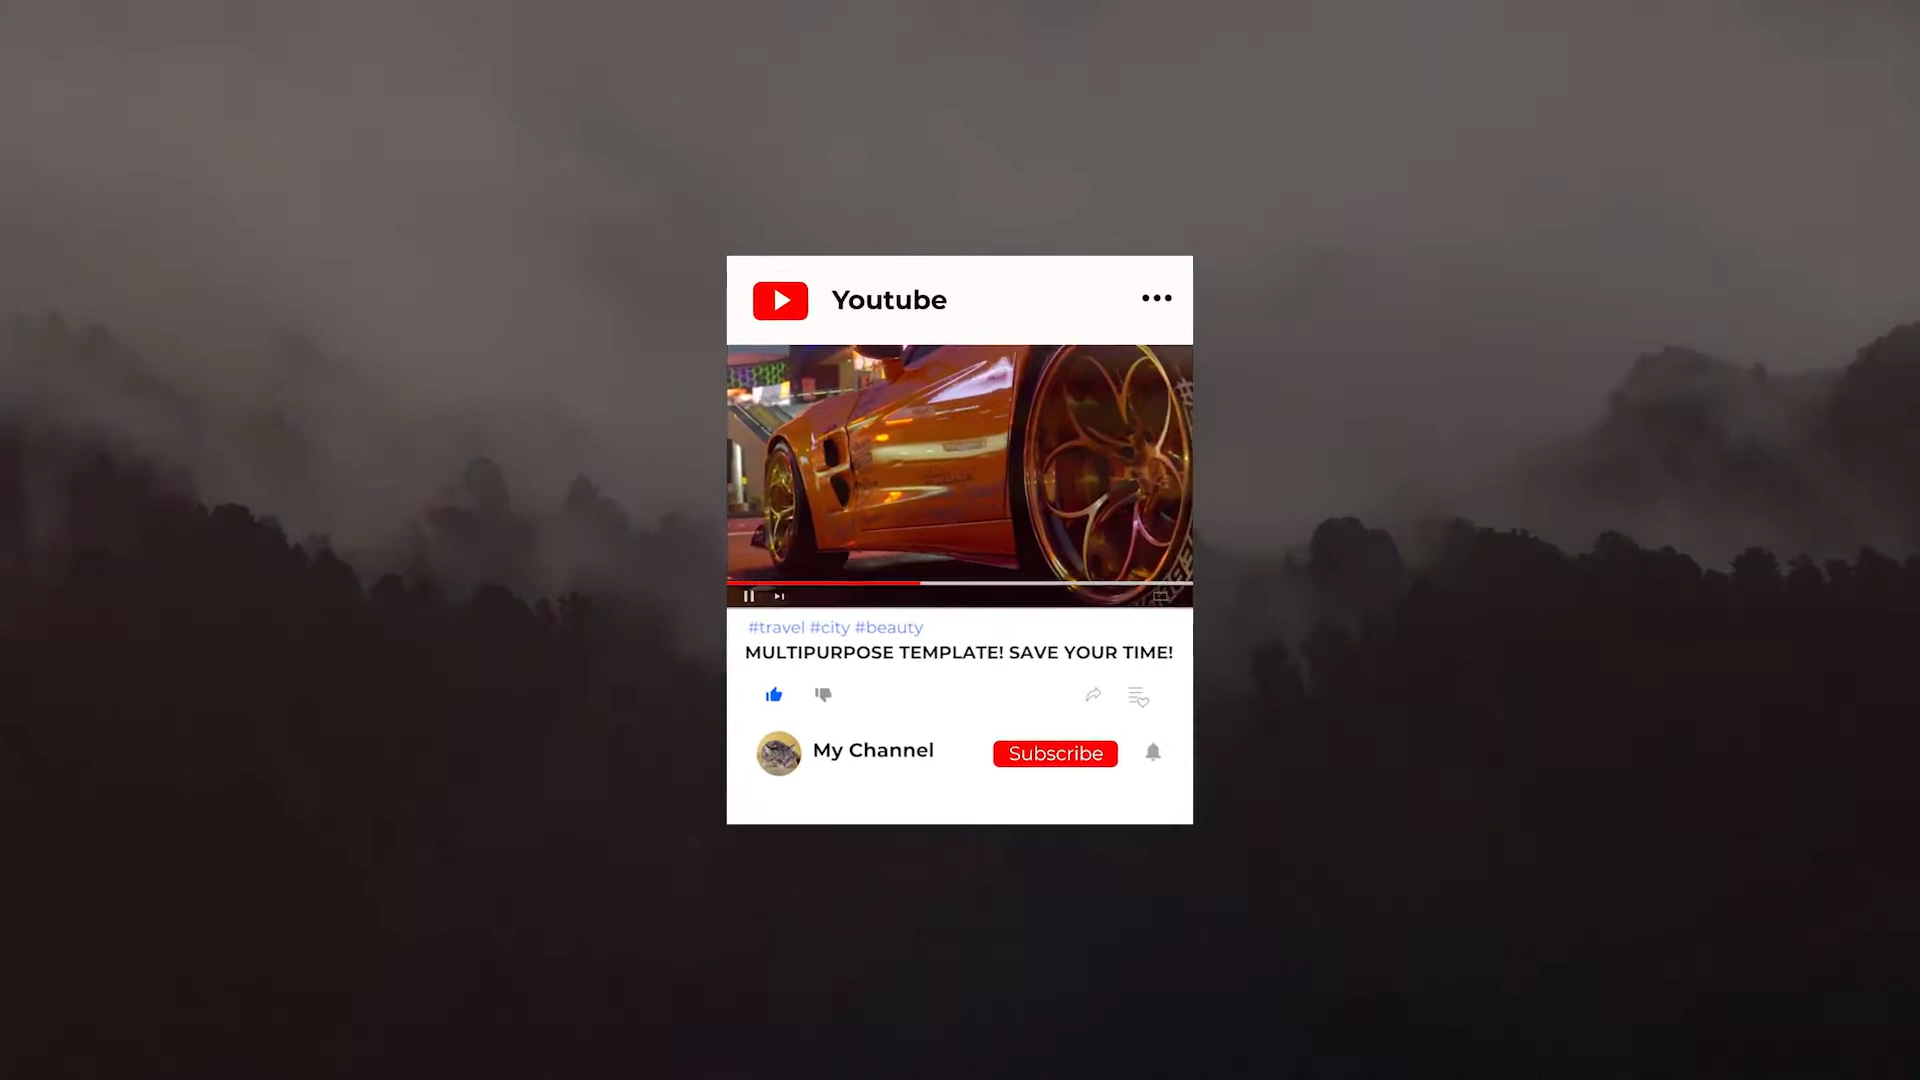 Youtube
#travel #city #beauty
MULTIPURPOSE TEMPLATE! SAVE YOUR TIME!
My Channel
Subscribe